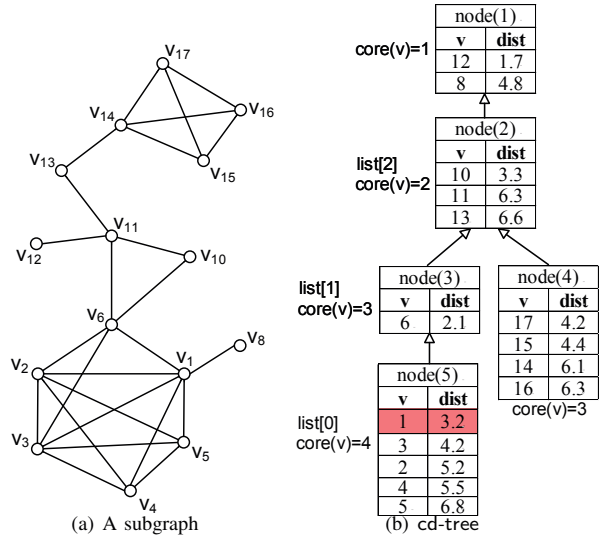 V17
V14
V16
V13
V15
V11
V12
V10
V6
V8
V2
V1
V3
V5
V4
(a) A subgraph
node(1)
core(v)=1
v dist
12 1.7
8 4.8
node(2)
list[2]
core(v)=2
v dist
10 3.3
11 6.3
13 6.6
node(3)
list[1]
core(v)=3
v dist
6 2.1
node(4)
v dist
17 4.2
15 4.4
14 6.1
16 6.3
core(v)=3
node(5)
list[0]
core(v)=4
v dist
1 3.2
3 4.2
2 5.2
4 5.5
5 6.8
(b) cd-tree